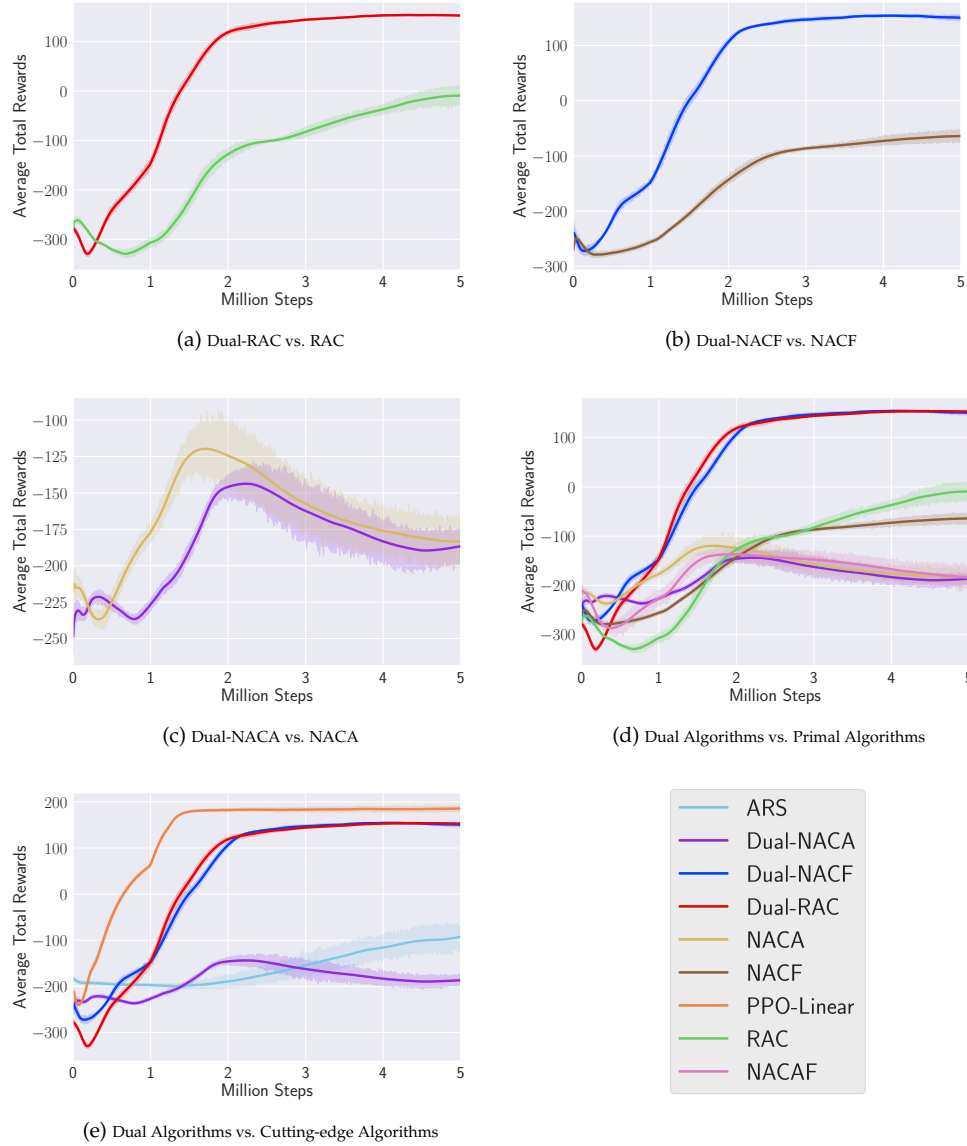 100
0
−100
−200
−300
Average Total Rewards
0 1 2 3 4 5
Million Steps
(a) Dual-RAC vs. RAC
100
0
−100
−200
−300
Average Total Rewards
0 1 2 3 4 5
Million Steps
(b) Dual-NACF vs. NACF
−100
−125
−150
−175
−200
−225
−250
Average Total Rewards
0 1 2 3 4 5
Million Steps
(c) Dual-NACA vs. NACA
100
0
−100
−200
−300
Average Total Rewards
0 1 2 3 4 5
Million Steps
(d) Dual Algorithms vs. Primal Algorithms
200
100
0
−100
−200
−300
Average Total Rewards
0 1 2 3 4 5
Million Steps
(e) Dual Algorithms vs. Cutting-edge Algorithms
ARS
Dual-NACA
Dual-NACF
Dual-RAC
NACA
NACF
PPO-Linear
RAC
NACAF